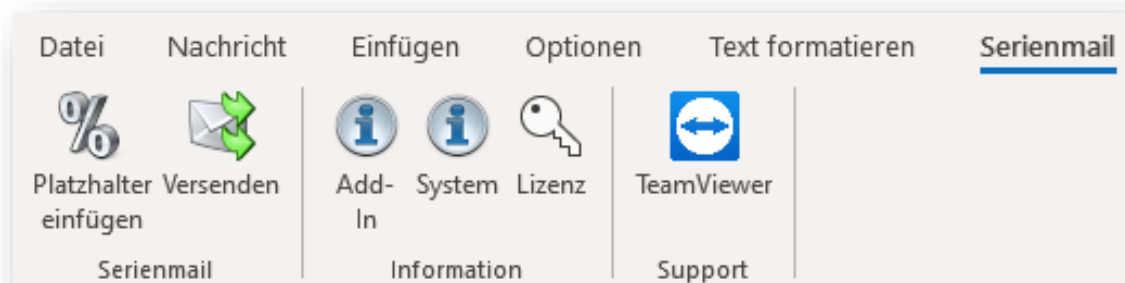 Datei Nachricht Einfügen Optionen Text formatieren Serienmail
Platzhalter Versenden Add- System Lizenz TeamViewer
einfügen In
Serienmail Information Support